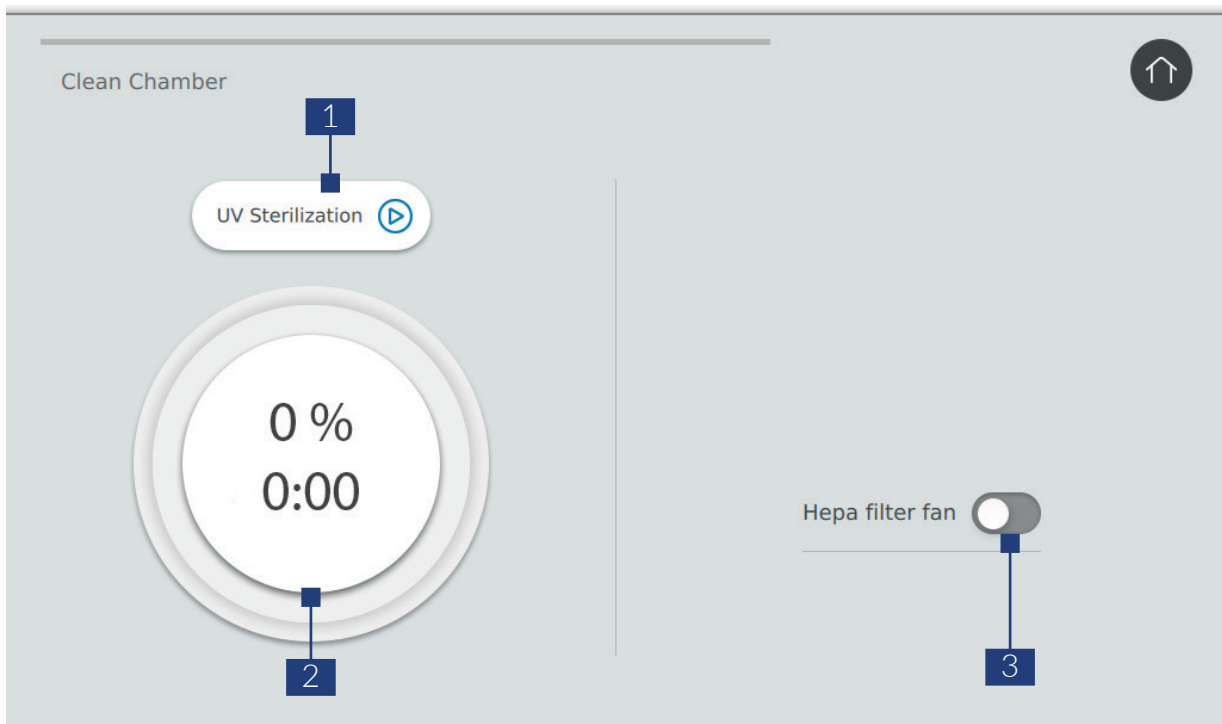 Clean Chamber
1
UV Sterilization
0 %
0:00
2
Hepa filter fan
3